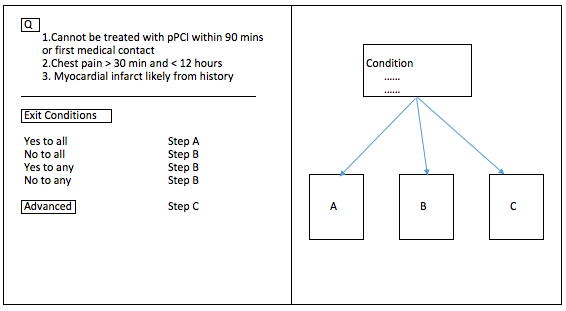 Q
1.Cannot be treated with pPCI within 90 mins
or first medical contact
2.Chest pain > 30 min and < 12 hours
3. Myocardial infarct likely from history
Exit Conditions
Yes to all Step A
No to all Step B
Yes to any Step B
No to any Step B
Advanced Step C
Condition
......
......
A B C